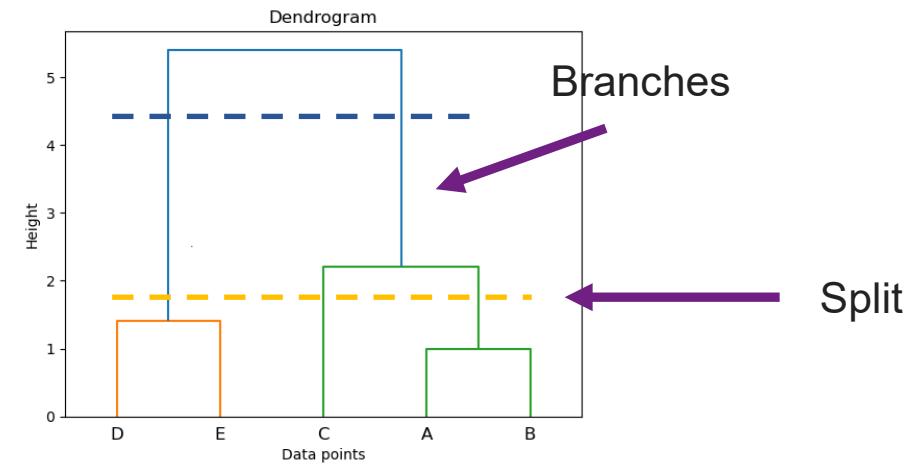 Dendrogram
Branches
Split
Height
5
4
3
2
1
0
D E C A B
Data points